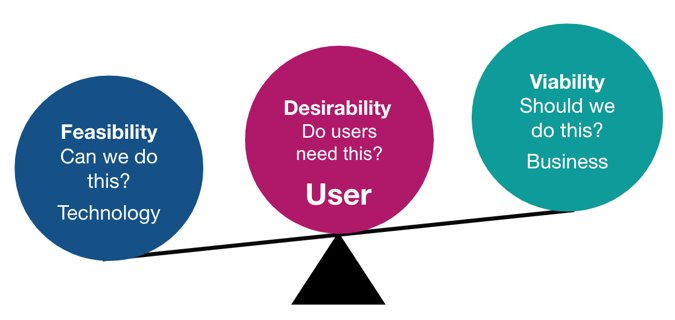 Feasibility
Can we do
this?
Technology
Desirability
Do users
need this?
User
Viability
Should we
do this?
Business